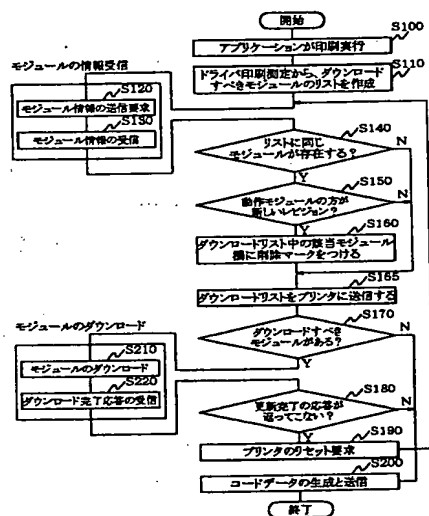 開始
S100
アプリケーションが印刷実行
S110
ドライバ印刷測定から、ダウンロード
すべきモジュールのリストを作成
モジュールの情報受信
S120
モジュール情報の送信要求
S130
モジュール情報の受信
S140
リストに同じ
モジュールが存在する?
N
Y
S150
動作モジュールの方が
新しいレビジョン?
N
Y
S160
ダウンロードリスト中の該当モジュール
欄に削除マークをつける
S165
ダウンロードリストをプリンタに送信する
S170
ダウンロードすべき
モジュールがある?
N
Y
モジュールのダウンロード
S210
モジュールのダウンロード
S220
ダウンロード完了応答の受信
S180
更新完了の応答が
返ってこない?
N
Y
S190
プリンタのリセット要求
S200
コードデータの生成と送信
終了